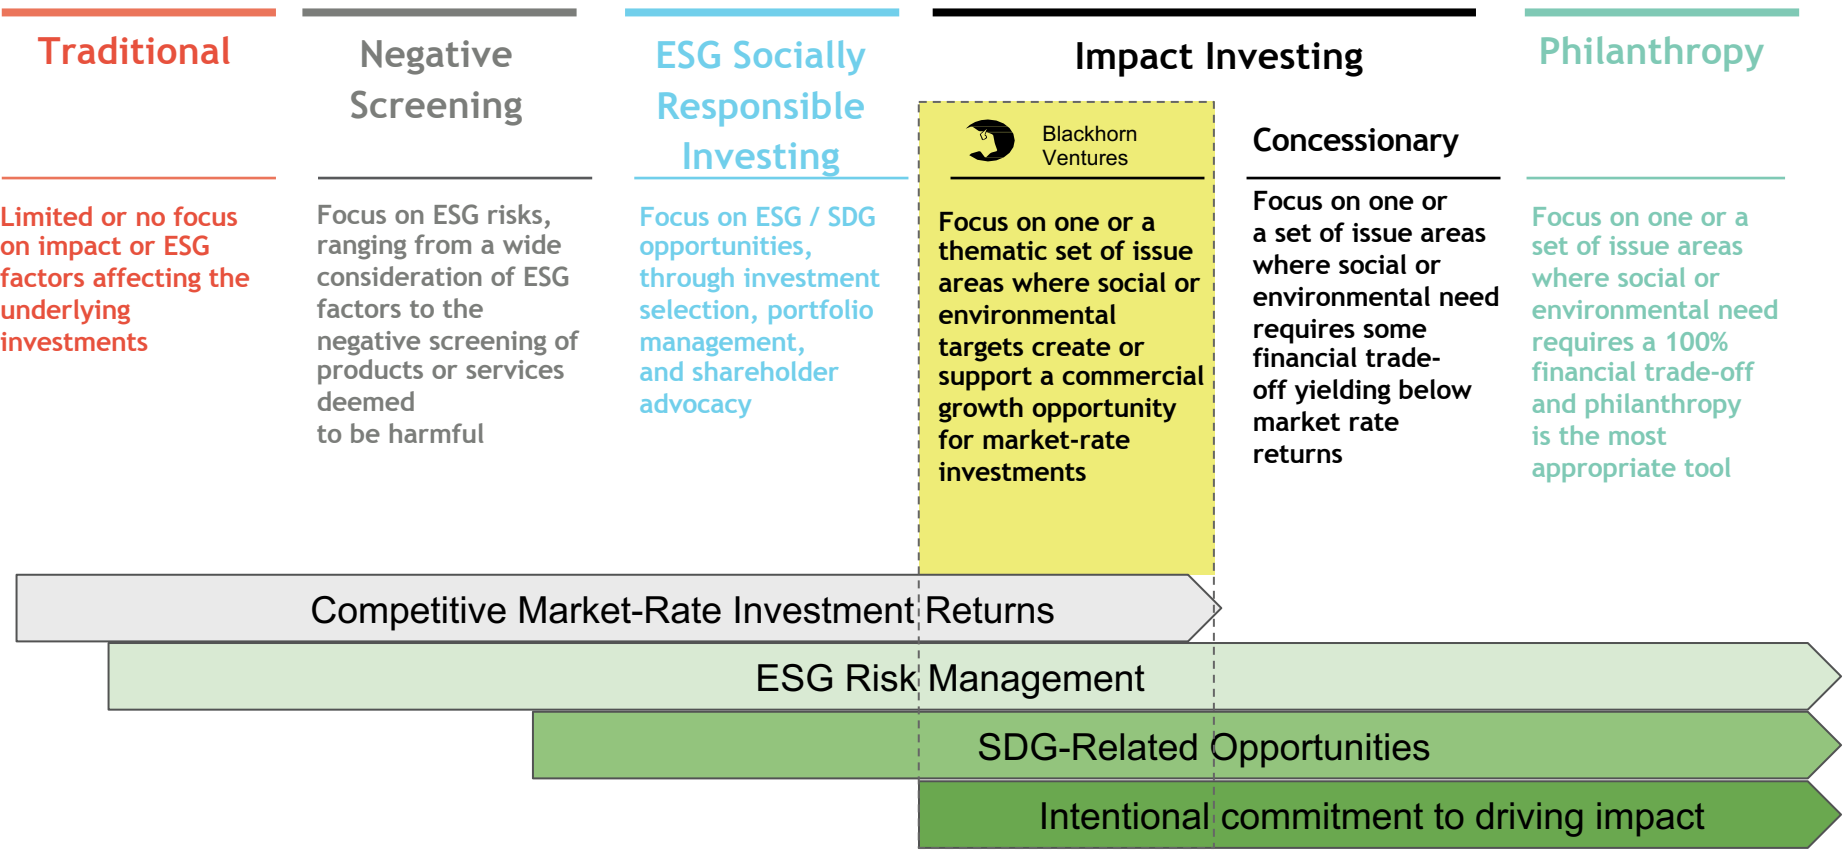 Traditional
Limited or no focus
on impact or ESG
factors affecting the
underlying
investments
Negative
Screening
Focus on ESG risks,
ranging from a wide
consideration of ESG
factors to the
negative screening of
products or services
deemed
to be harmful
ESG Socially
Responsible
Investing
Focus on ESG / SDG
opportunities,
through investment
selection, portfolio
management,
and shareholder
advocacy
Impact Investing
Blackhorn
Ventures
Focus on one or a
thematic set of issue
areas where social or
environmental
targets create or
support a commercial
growth opportunity
for market-rate
investments
Concessionary
Focus on one or
a set of issue areas
where social or
environmental need
requires some
financial trade-
off yielding below
market rate
returns
Philanthropy
Focus on one or a
set of issue areas
where social or
environmental need
requires a 100%
financial trade-off
and philanthropy
is the most
appropriate tool
Competitive Market-Rate Investment Returns
ESG Risk Management
SDG-Related Opportunities
Intentional commitment to driving impact